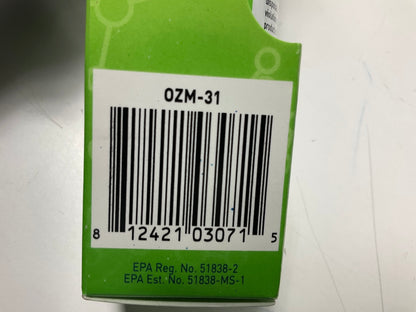 OZM-31
8 12421 03071 5
EPA Reg. No. 51838-2
EPA Est. No. 51838-MS-1